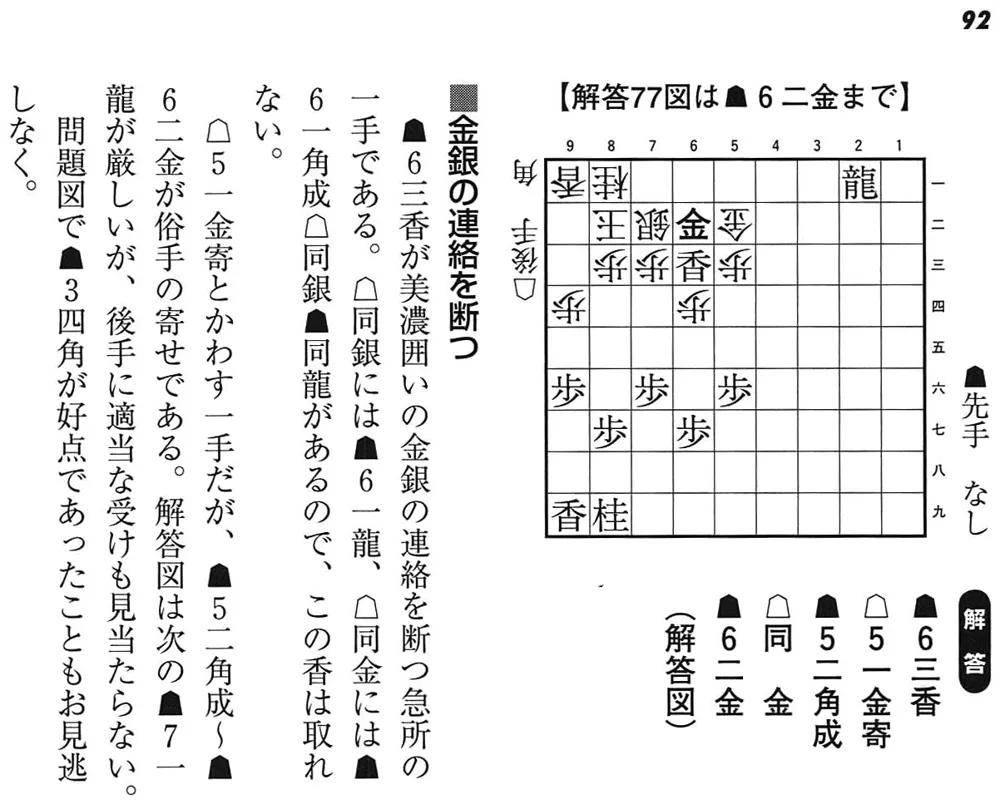 92
【解答77図は☗６二金まで】
９ ８ ７ ６ ５ ４ ３ ２ １
香 桂 龍 一
王 銀 金 金 二
歩 歩 香 歩 三
歩 歩 四
五
歩 歩 歩 六
歩 歩 七
八
香 桂 九
☖後手 角
☗先手 なし
解答
☗６三香
☖５一金寄
☗５二角成
☖同　金
☗６二金
（解答図）
■金銀の連絡を断つ
☗６三香が美濃囲いの金銀の連絡を断つ急所の
一手である。☖同銀には☗６一龍、☖同金には☗
６一角成☖同銀☗同龍があるので、この香は取れ
ない。
☖５一金寄とかわす一手だが、☗５二角成～☗
６二金が俗手の寄せである。解答図は次の☗７一
龍が厳しいが、後手に適当な受けも見当たらない。
問題図で☗３四角が好点であったこともお見逃
しなく。